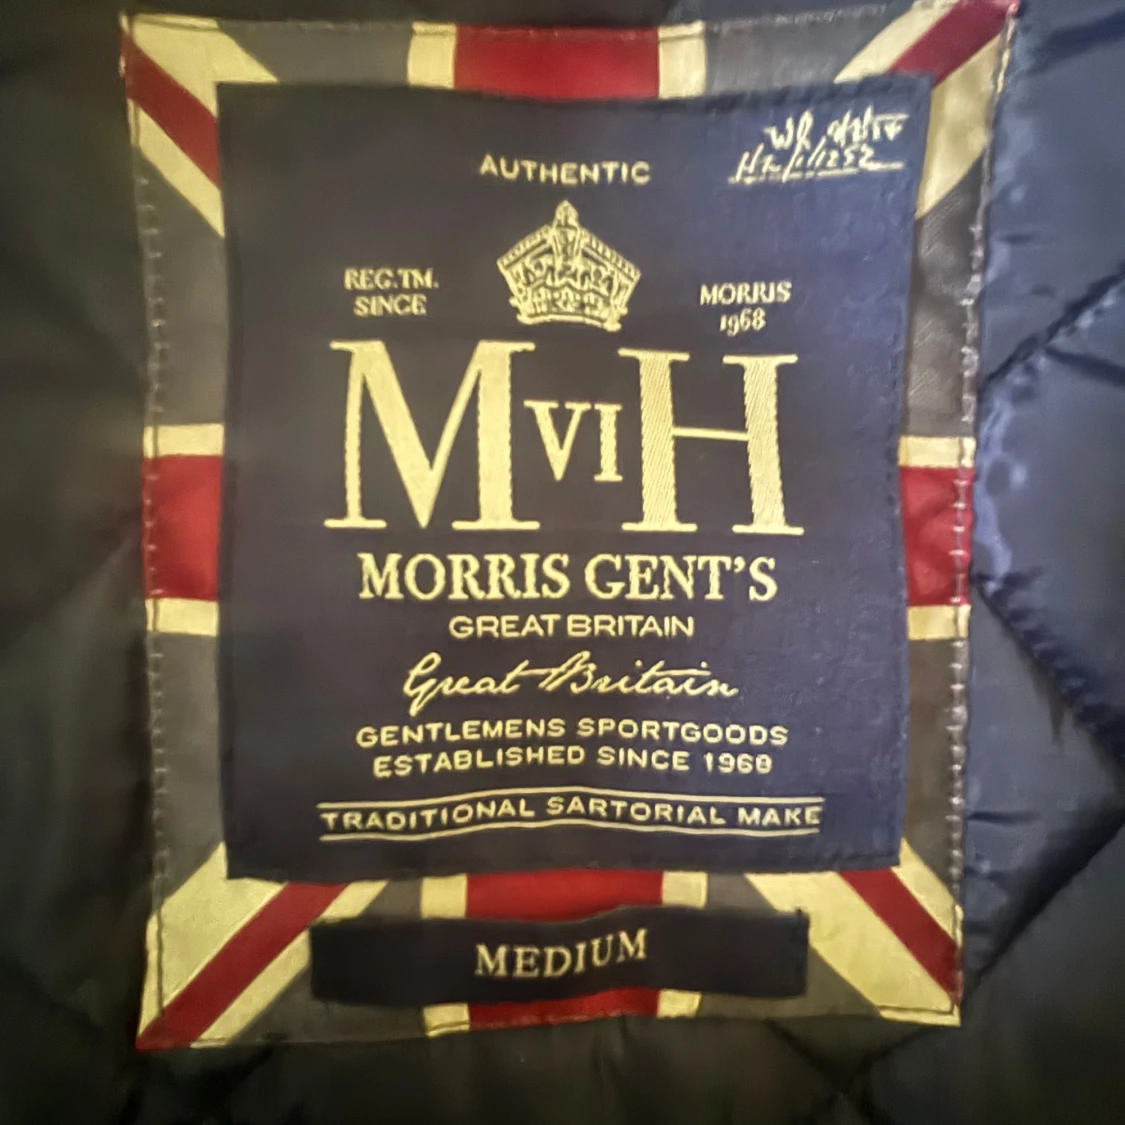 AUTHENTIC
REG.TM.
SINCE
MORRIS
1968
MVIH
MORRIS GENT'S
GREAT BRITAIN
Great Britain
GENTLEMENS SPORTGOODS
ESTABLISHED SINCE 1968
TRADITIONAL SARTORIAL MAKE
MEDIUM